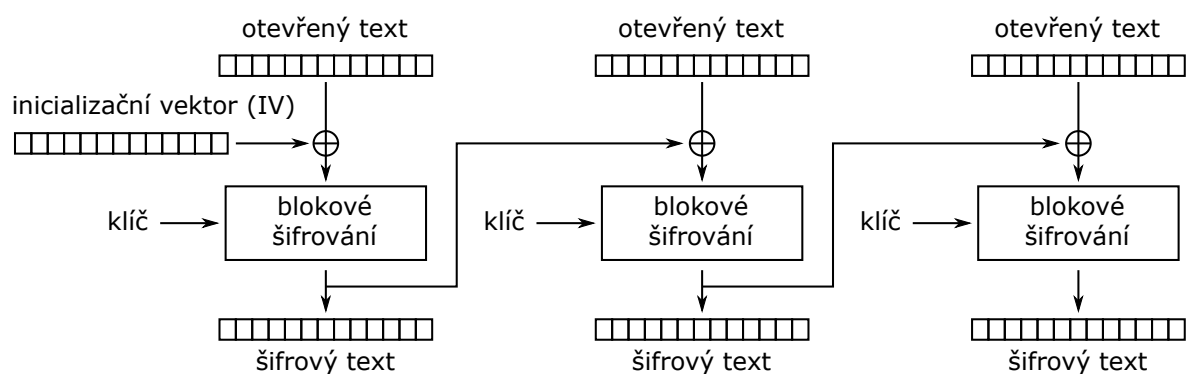 otevřený text
otevřený text
otevřený text
inicializační vektor (IV)
klíč
blokové
šifrování
klíč
blokové
šifrování
klíč
blokové
šifrování
šifrový text
šifrový text
šifrový text